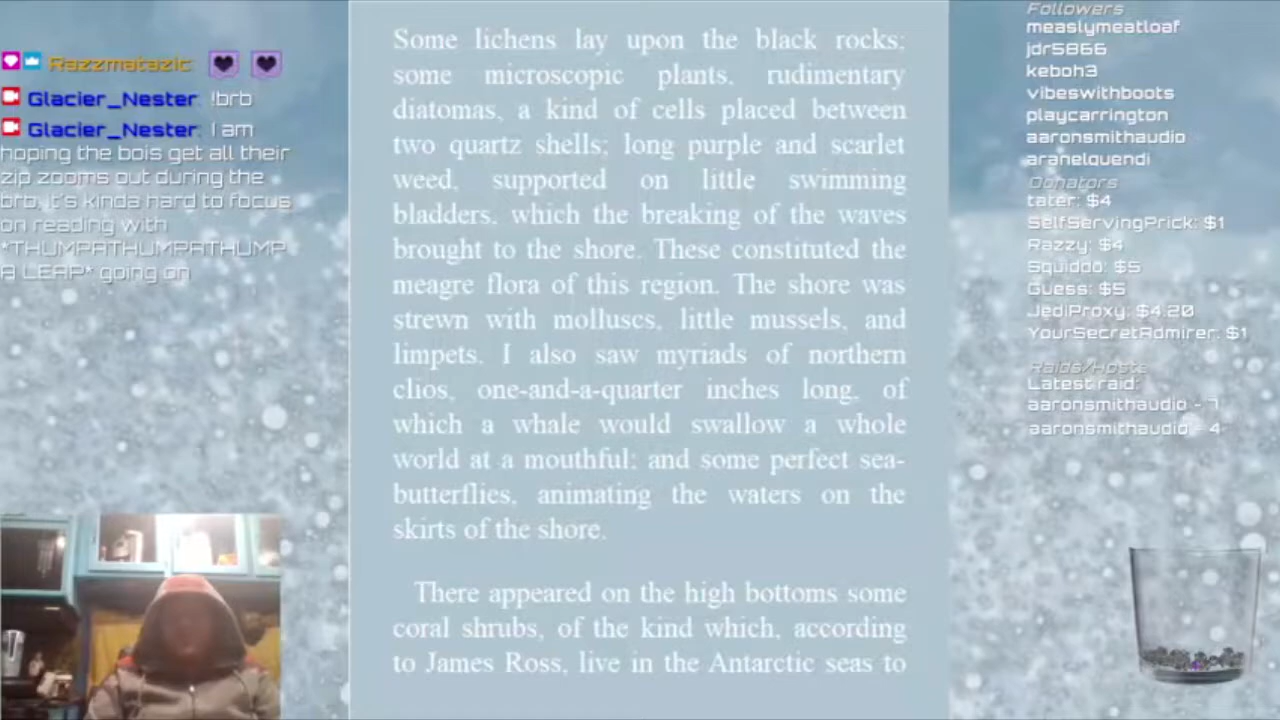 Razzmatazic:
Glacier_Nester: !brb
Glacier_Nester: I am
hoping the bois get all their
zip zooms out during the
brb, it's kinda hard to focus
on reading with
*THUMPATHUMPATHUMP
A LEAP* going on
Some lichens lay upon the black rocks;
some microscopic plants, rudimentary
diatomas, a kind of cells placed between
two quartz shells; long purple and scarlet
weed, supported on little swimming
bladders, which the breaking of the waves
brought to the shore. These constituted the
meagre flora of this region. The shore was
strewn with molluscs, little mussels, and
limpets. I also saw myriads of northern
clios, one-and-a-quarter inches long, of
which a whale would swallow a whole
world at a mouthful; and some perfect sea-
butterflies, animating the waters on the
skirts of the shore.
There appeared on the high bottoms some
coral shrubs, of the kind which, according
to James Ross, live in the Antarctic seas to
Followers
measlymeatloaf
jdr5866
keboh3
vibeswithboots
playcarrington
aaronsmithaudio
aranelquendi
Donators
tater: $4
SelfServingPrick: $1
Razzy: $4
Squiddo: $5
Guess: $5
JediProxy: $4.20
YourSecretAdmirer: $1
Raids/Hosts
Latest raid:
aaronsmithaudio - 7
aaronsmithaudio - 4